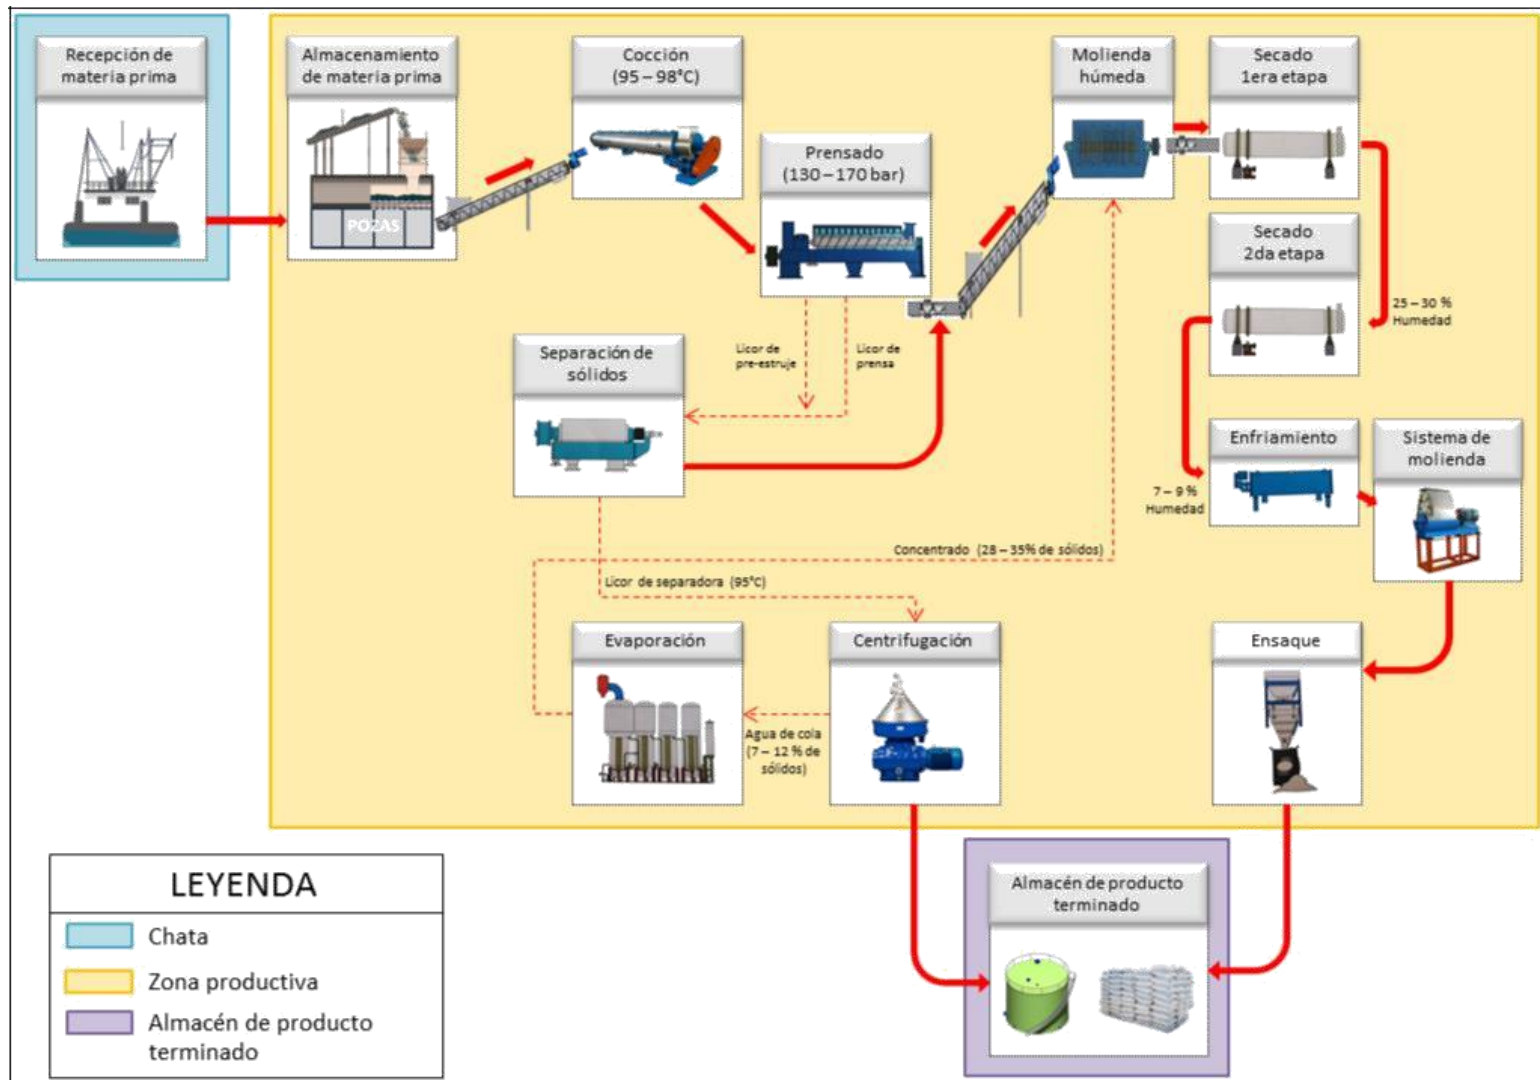 Recepción de
materia prima
Almacenamiento
de materia prima
POZAS
Cocción
(95 – 98°C)
Prensado
(130 – 170 bar)
Molienda
húmeda
Secado
1era etapa
Secado
2da etapa
25 – 30 %
Humedad
Licor de
pre-estruje
Licor de
prensa
Separación de
sólidos
Enfriamiento
7 – 9 %
Humedad
Sistema de
molienda
Concentrado (28 – 35% de sólidos)
Licor de separadora (95°C)
Evaporación
Agua de cola
(7 – 12 % de
sólidos)
Centrifugación
Ensaque
Almacén de producto
terminado
LEYENDA
Chata
Zona productiva
Almacén de producto
terminado